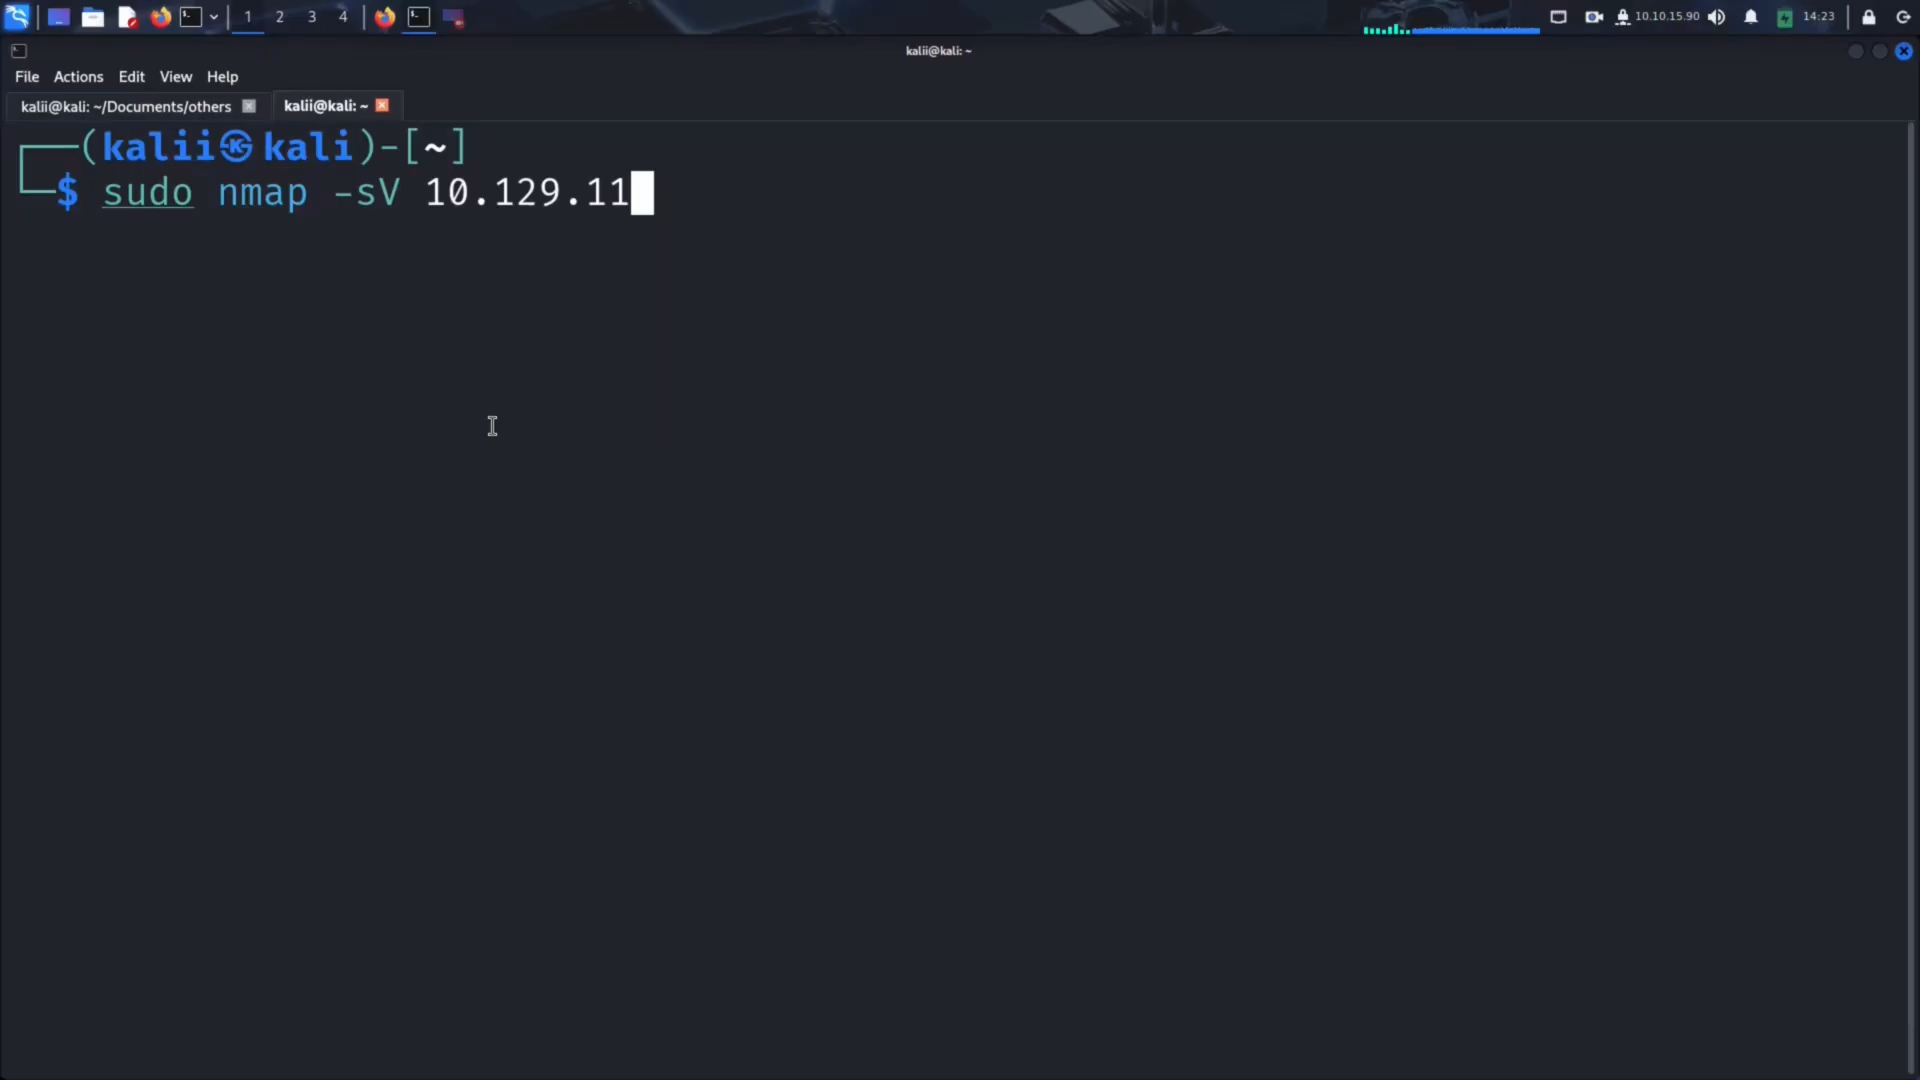 1 2 3 4 10.10.15.90 14:23
kalii@kali: ~
File Actions Edit View Help
kalii@kali: ~/Documents/others kalii@kali: ~
(kalii㉿kali)-[~]
$ sudo nmap -sV 10.129.11